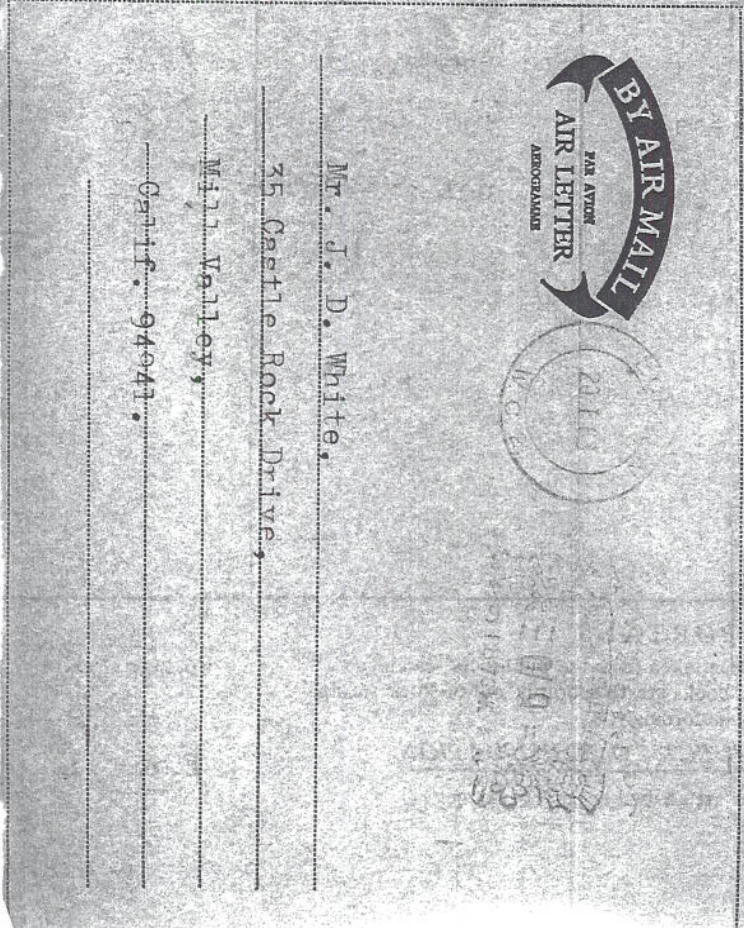 BY AIR MAIL
PAR AVION
AIR LETTER
AEROGRAMME
W.C.
Mr. J. D. White,
35 Castle Rock Drive,
Mill Valley,
Calif. 94941.